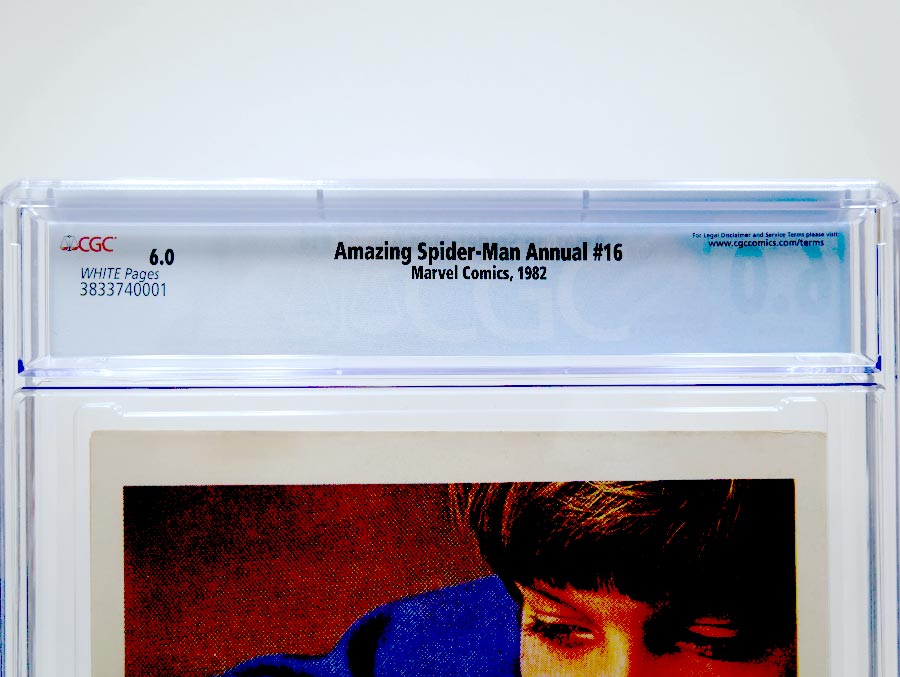 CGC
6.0
WHITE Pages
3833740001
Amazing Spider-Man Annual #16
Marvel Comics, 1982
For Legal Disclaimer and Service Terms please visit:
www.cgccomics.com/terms
CGC